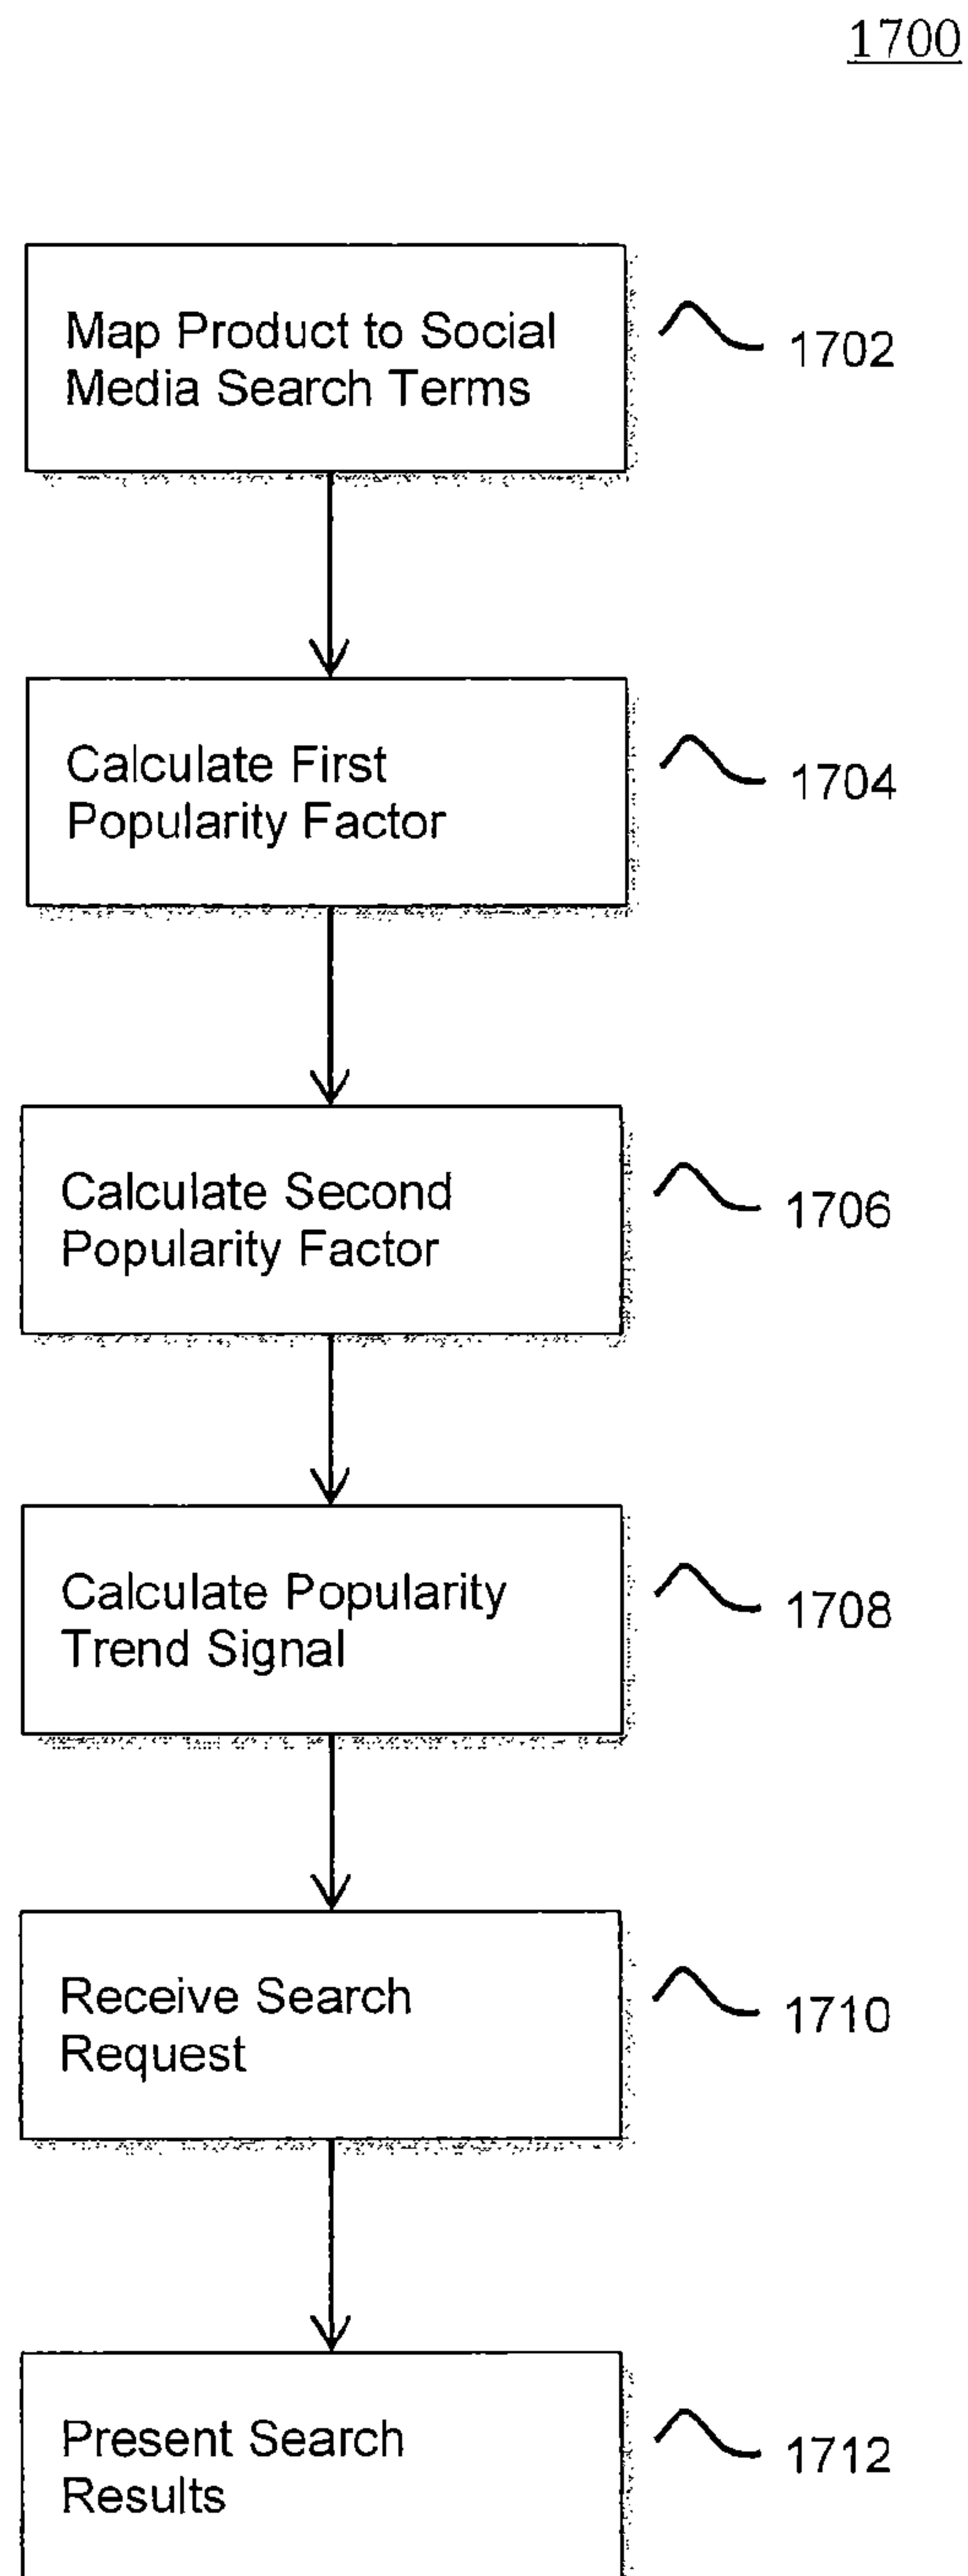 1700
Map Product to Social
Media Search Terms
1702
Calculate First
Popularity Factor
1704
Calculate Second
Popularity Factor
1706
Calculate Popularity
Trend Signal
1708
Receive Search
Request
1710
Present Search
Results
1712